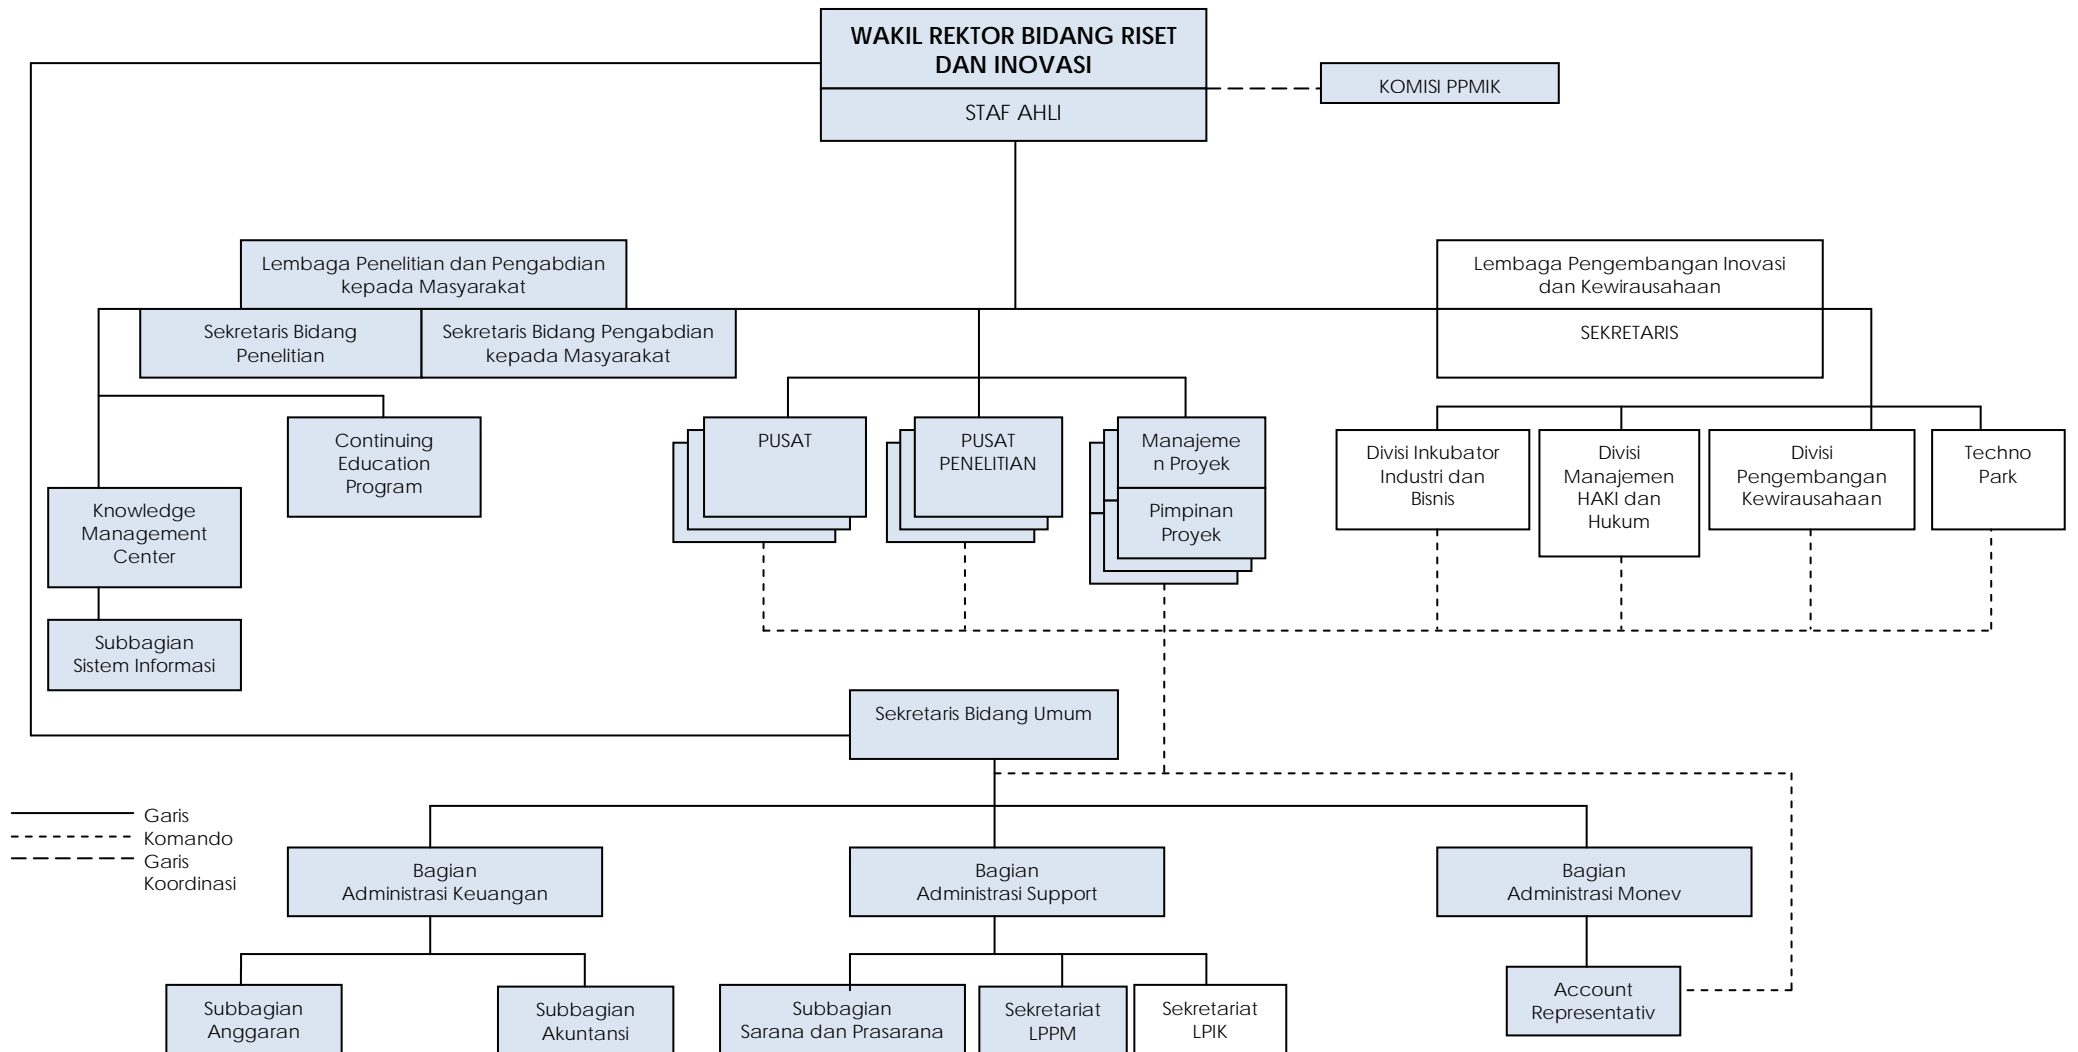 WAKIL REKTOR BIDANG RISET
DAN INOVASI
STAF AHLI
KOMISI PPMIK
Lembaga Penelitian dan Pengabdian
kepada Masyarakat
Sekretaris Bidang
Penelitian
Sekretaris Bidang Pengabdian
kepada Masyarakat
Lembaga Pengembangan Inovasi
dan Kewirausahaan
SEKRETARIS
Continuing
Education
Program
Knowledge
Management
Center
Subbagian
Sistem Informasi
PUSAT
PUSAT
PENELITIAN
Manajeme
n Proyek
Pimpinan
Proyek
Divisi Inkubator
Industri dan
Bisnis
Divisi
Manajemen
HAKI dan
Hukum
Divisi
Pengembangan
Kewirausahaan
Techno
Park
Sekretaris Bidang Umum
Garis
Komando
Garis
Koordinasi
Bagian
Administrasi Keuangan
Bagian
Administrasi Support
Bagian
Administrasi Monev
Subbagian
Anggaran
Subbagian
Akuntansi
Subbagian
Sarana dan Prasarana
Sekretariat
LPPM
Sekretariat
LPIK
Account
Representativ